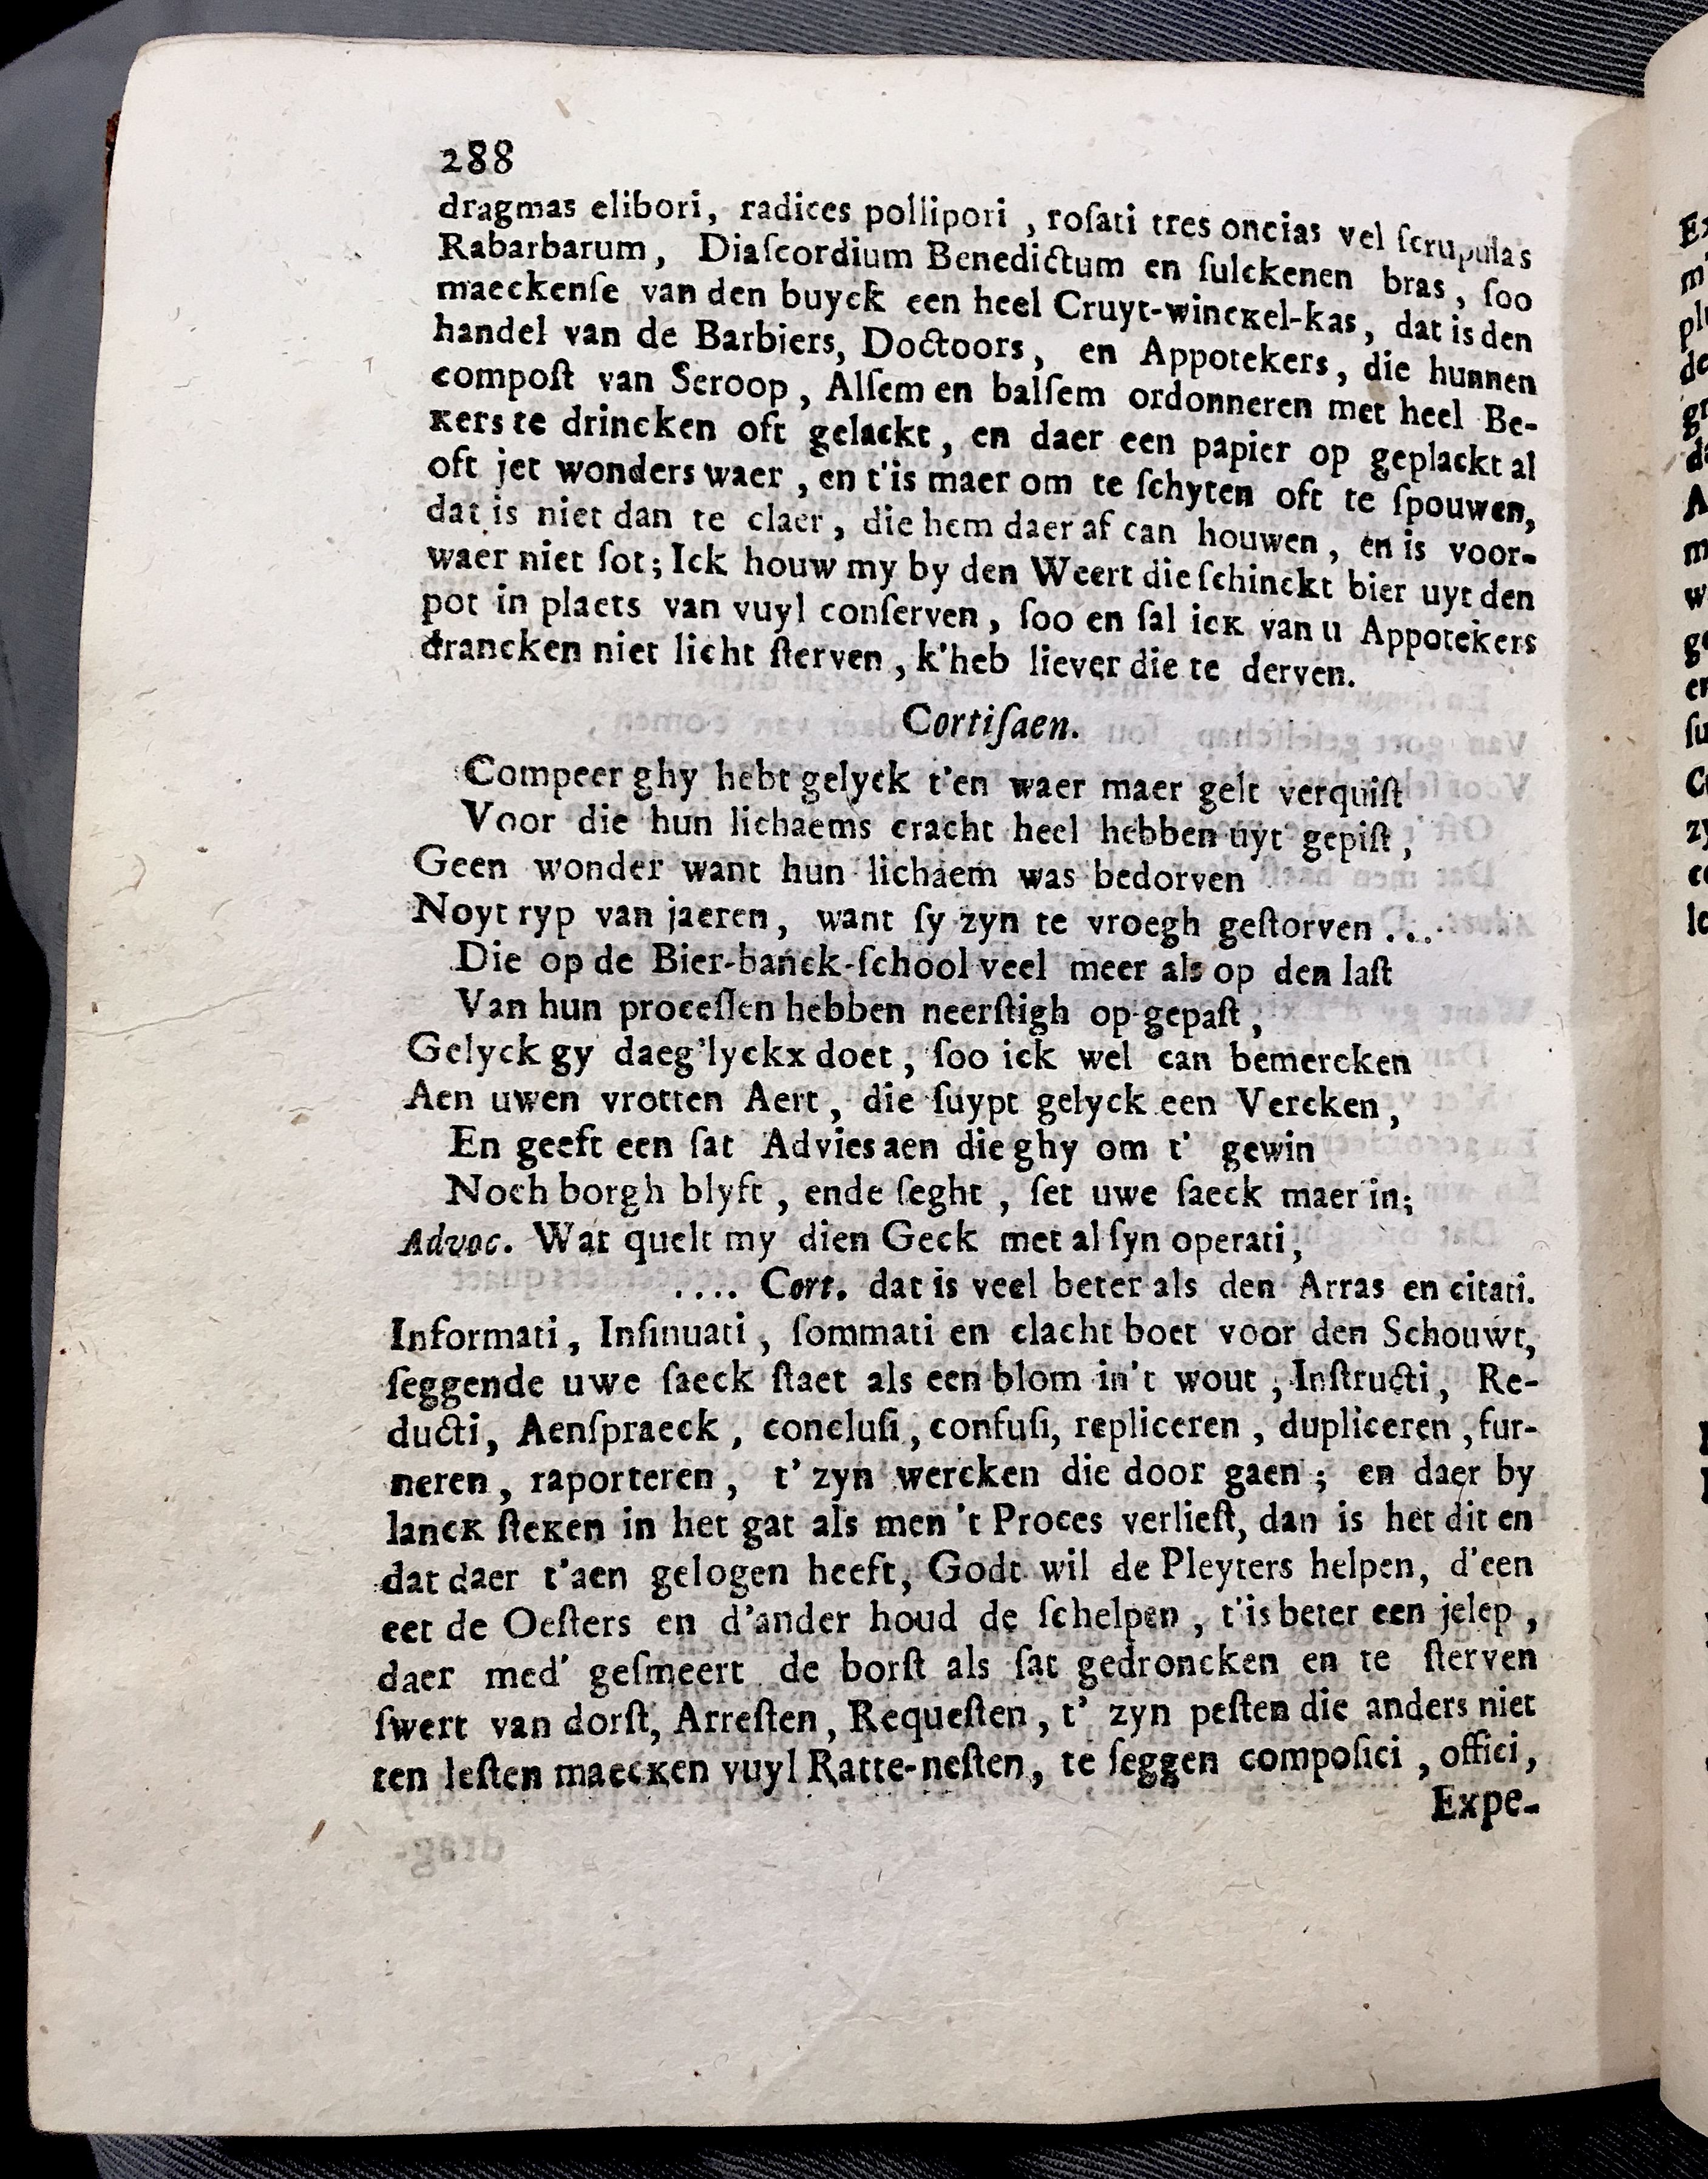 288
dragmas elibori, radices pollipori , roſati tres oncias vel ſcrupulas
Rabarbarum, Diaſcordium Benedictum en ſulckenen bras, ſoo
maeckenſe van den buyck een heel Cruyt-winckel-kas, dat is den
handel van de Barbiers, Doctoors, en Appotekers, die hunnen
compoſt van Seroop, Alſem en balſem ordonneren met heel Be-
kers te drincken oft gelackt, en daer een papier op geplackt al
oft jet wonders waer, en t'is maer om te ſchyten oft te ſpouwen,
dat is niet dan te claer, die hem daer af can houwen, en is voor-
waer niet ſot; Ick houw my by den Weert die ſchinckt bier uyt den
pot in plaets van vuyl conſerven, ſoo en ſal ick van u Appotekers
drancken niet licht ſterven, k'heb liever die te derven.
Cortiſaen.
Compeer ghy hebt gelyck t'en waer maer gelt verquiſt
Voor die hun lichaems cracht heel hebben uyt gepiſt,
Geen wonder want hun lichaem was bedorven
Noyt ryp van jaeren, want ſy zyn te vroegh geſtorven ....
Die op de Bier-banck-ſchool veel meer als op den laſt
Van hun proceſſen hebben neerſtigh op-gepaſt,
Gelyck gy daeg'lyckx doet, ſoo ick wel can bemercken
Aen uwen vrotten Aert, die ſuypt gelyck een Vercken,
En geeft een ſat Advies aen die ghy om t' gewin
Noch borgh blyft, ende ſeght, ſet uwe ſaeck maer in;
Advoc. Wat quelt my dien Geck met al ſyn operati,
.... Cort. dat is veel beter als den Arras en citati.
Informati, Inſinuati, ſommati en clacht boet voor den Schouwt,
ſeggende uwe ſaeck ſtaet als een blom in't wout, Inſtructi, Re-
ducti, Aenſpraeck, concluſi, confuſi, repliceren, dupliceren, fur-
neren, raporteren, t' zyn wercken die door gaen; en daer by
lanck ſteken in het gat als men 't Proces verlieſt, dan is het dit en
dat daer t'aen gelogen heeft, Godt wil de Pleyters helpen, d'een
eet de Oeſters en d'ander houd de ſchelpen, t'is beter een jelep,
daer med' geſmeert de borſt als ſat gedroncken en te ſterven
ſwert van dorſt, Arreſten, Requeſten, t' zyn peſten die anders niet
ten leſten maecken vuyl Ratte-neſten, te ſeggen compoſici, offici,
Expe-